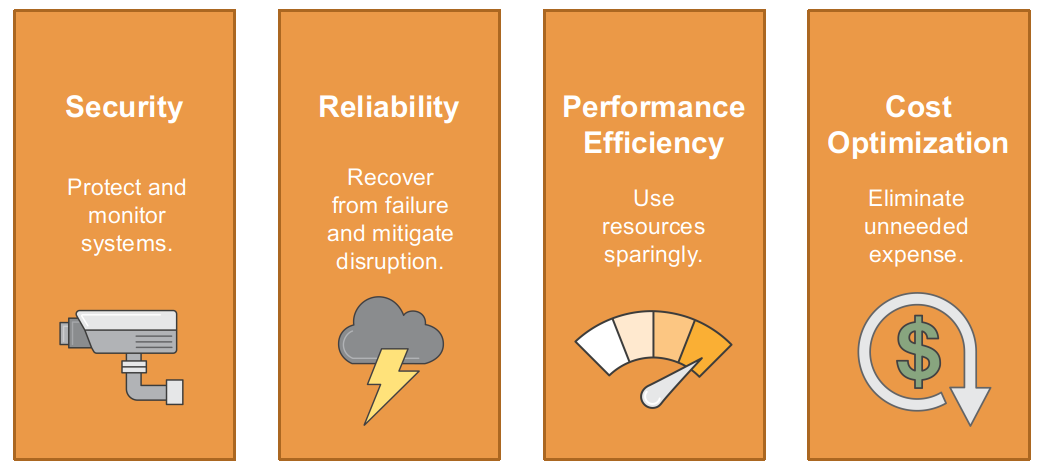 Security
Protect and
monitor
systems.
Reliability
Recover
from failure
and mitigate
disruption.
Performance
Efficiency
Use
resources
sparingly.
Cost
Optimization
Eliminate
unneeded
expense.
$